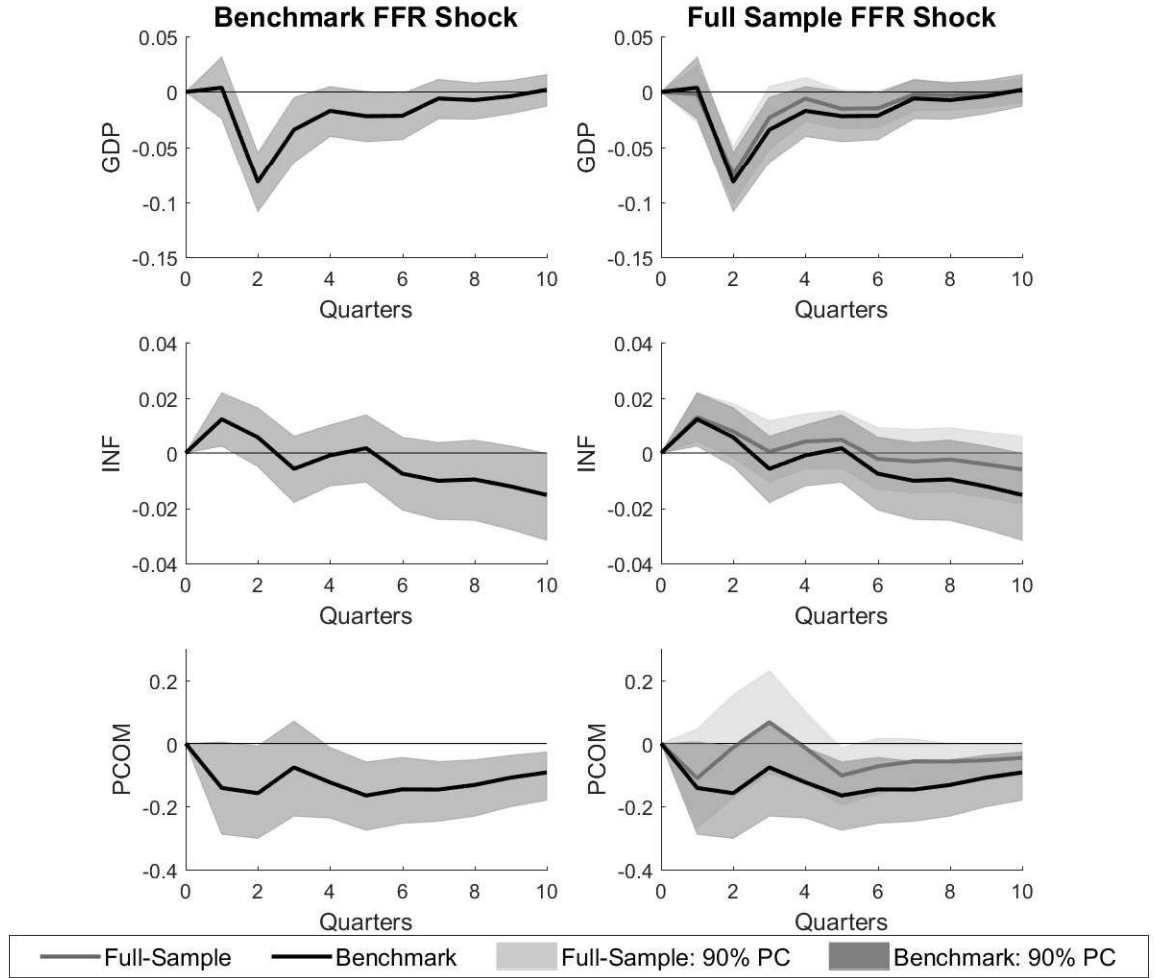 Benchmark FFR Shock
0.05
0
-0.05
-0.1
-0.15
GDP
0 2 4 6 8 10
Quarters
Full Sample FFR Shock
0.05
0
-0.05
-0.1
-0.15
GDP
0 2 4 6 8 10
Quarters
0.04
0.02
0
-0.02
-0.04
INF
0 2 4 6 8 10
Quarters
0.04
0.02
0
-0.02
-0.04
INF
0 2 4 6 8 10
Quarters
0.2
0
-0.2
-0.4
PCOM
0 2 4 6 8 10
Quarters
0.2
0
-0.2
-0.4
PCOM
0 2 4 6 8 10
Quarters
Full-Sample Benchmark Full-Sample: 90% PC Benchmark: 90% PC